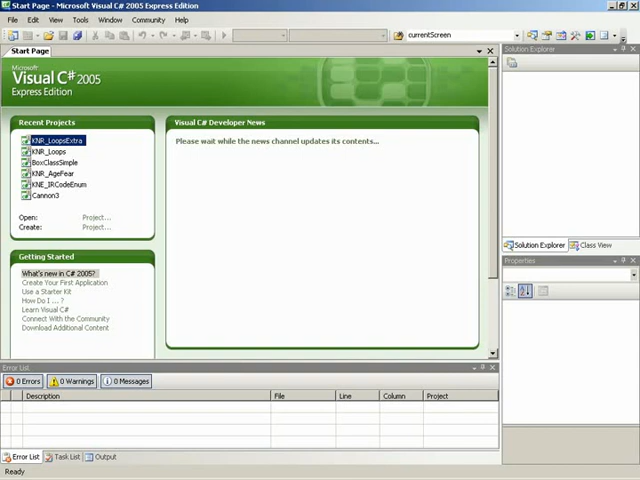 Start Page - Microsoft Visual C# 2005 Express Edition
File Edit View Tools Window Community Help
currentScreen
Start Page
Microsoft
Visual C# 2005
Express Edition
Recent Projects
KNR_LoopsExtra
KNR_Loops
BoxClassSimple
KNR_AgeFear
KNE_IRCodeEnum
Cannon3
Open: Project...
Create: Project...
Getting Started
What's new in C# 2005?
Create Your First Application
Use a Starter Kit
How Do I ... ?
Learn Visual C#
Connect With the Community
Download Additional Content
Visual C# Developer News
Please wait while the news channel updates its contents...
Solution Explorer
Solution Explorer Class View
Properties
Error List
0 Errors 0 Warnings 0 Messages
Description File Line Column Project
Error List Task List Output
Ready